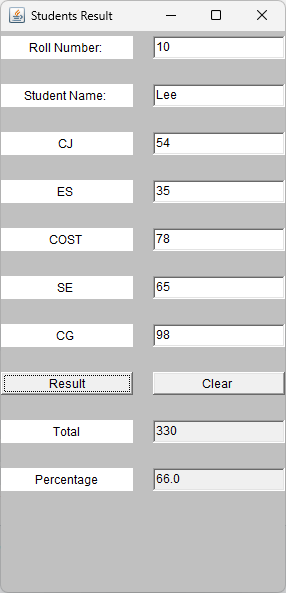 Students Result
Roll Number: 10
Student Name: Lee
CJ 54
ES 35
COST 78
SE 65
CG 98
Result Clear
Total 330
Percentage 66.0